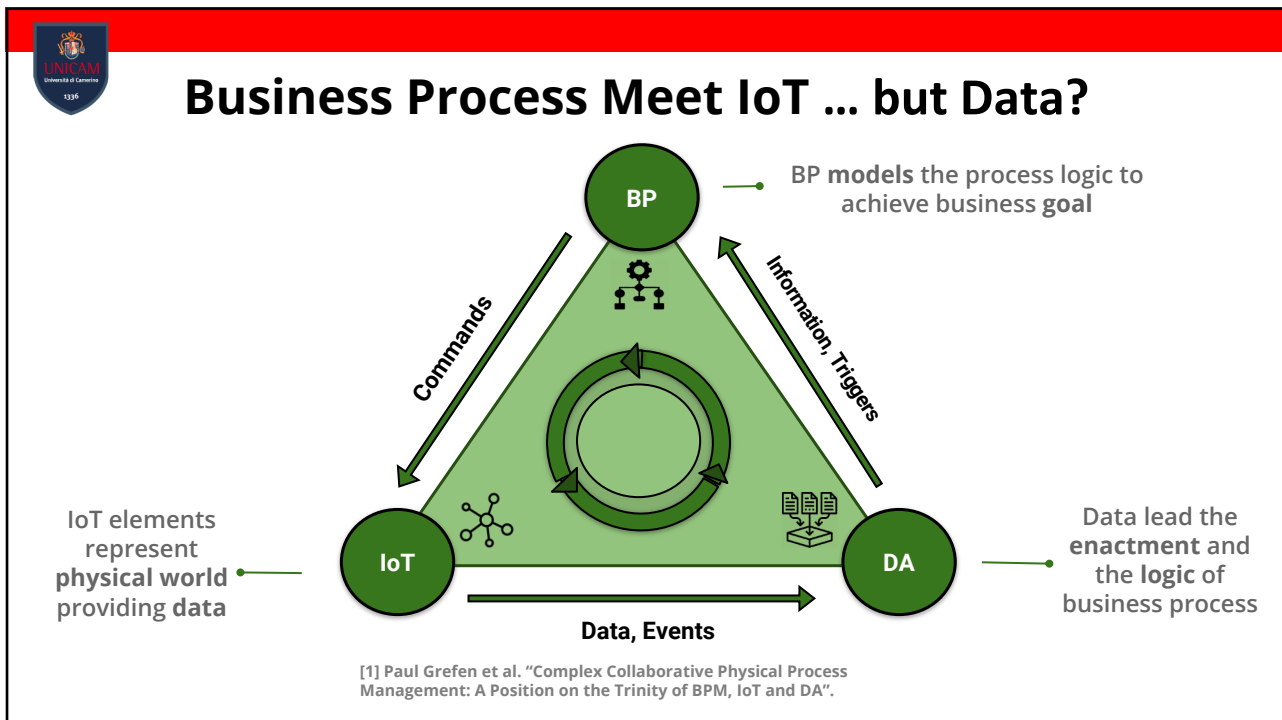 UNICAM
Università di Camerino
1336
Business Process Meet IoT ... but Data?
BP
BP models the process logic to
achieve business goal
Commands
Information, Triggers
IoT elements
represent
physical world
providing data
IoT
DA
Data lead the
enactment and
the logic of
business process
Data, Events
[1] Paul Grefen et al. “Complex Collaborative Physical Process
Management: A Position on the Trinity of BPM, IoT and DA”.